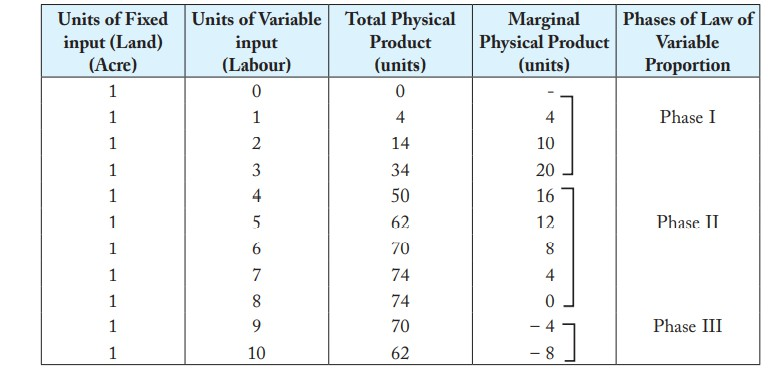 Units of Fixed input (Land) (Acre) | Units of Variable input (Labour) | Total Physical Product (units) | Marginal Physical Product (units) | Phases of Law of Variable Proportion
1 0 0 -
1 1 4 4 Phase I
1 2 14 10
1 3 34 20
1 4 50 16
1 5 62 12 Phase II
1 6 70 8
1 7 74 4
1 8 74 0
1 9 70 – 4 Phase III
1 10 62 – 8